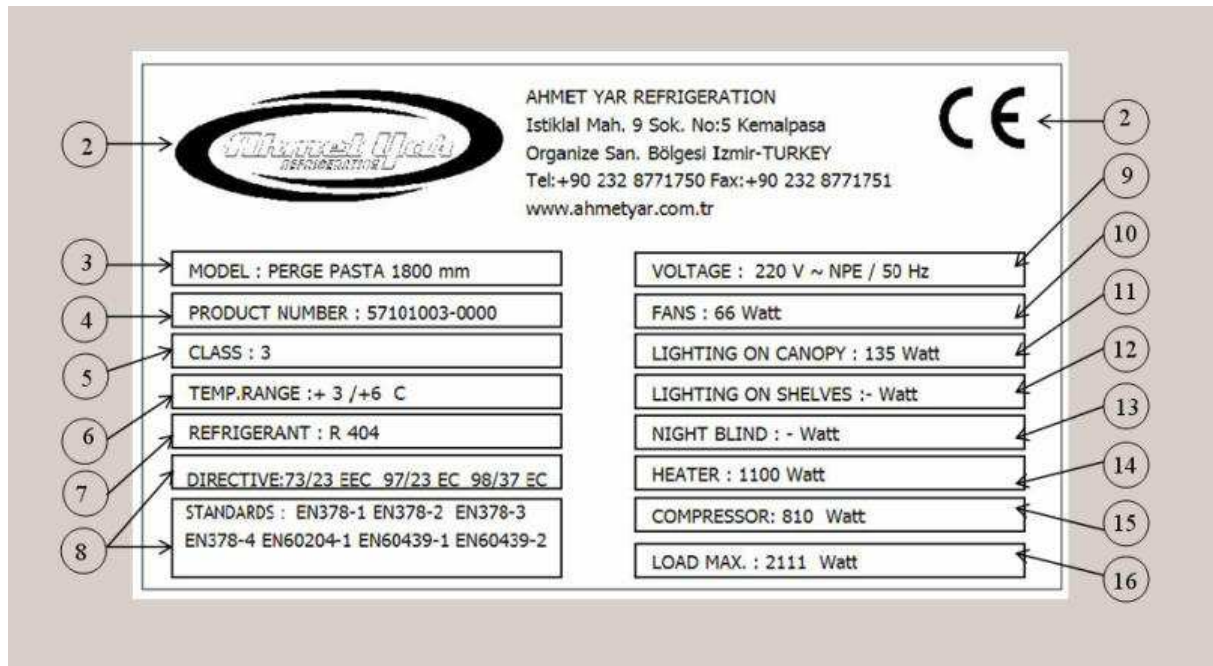 Ahmet Yar
REFRIGERATION
AHMET YAR REFRIGERATION
Istiklal Mah. 9 Sok. No:5 Kemalpasa
Organize San. Bölgesi Izmir-TURKEY
Tel:+90 232 8771750 Fax:+90 232 8771751
www.ahmetyar.com.tr
CE
2
2
3
MODEL : PERGE PASTA 1800 mm
4
PRODUCT NUMBER : 57101003-0000
5
CLASS : 3
6
TEMP.RANGE :+ 3 /+6 C
7
REFRIGERANT : R 404
8
DIRECTIVE:73/23 EEC 97/23 EC 98/37 EC
STANDARDS : EN378-1 EN378-2 EN378-3
EN378-4 EN60204-1 EN60439-1 EN60439-2
VOLTAGE : 220 V ~ NPE / 50 Hz
9
FANS : 66 Watt
10
LIGHTING ON CANOPY : 135 Watt
11
LIGHTING ON SHELVES :- Watt
12
NIGHT BLIND : - Watt
13
HEATER : 1100 Watt
14
COMPRESSOR: 810 Watt
15
LOAD MAX. : 2111 Watt
16